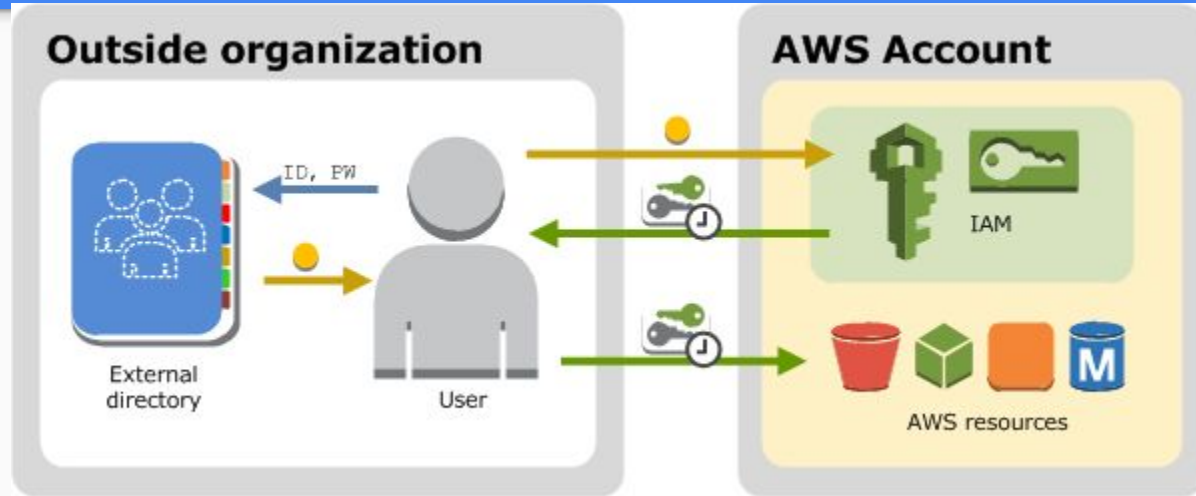 Outside organization
AWS Account
ID, PW
IAM
External
directory
User
M
AWS resources